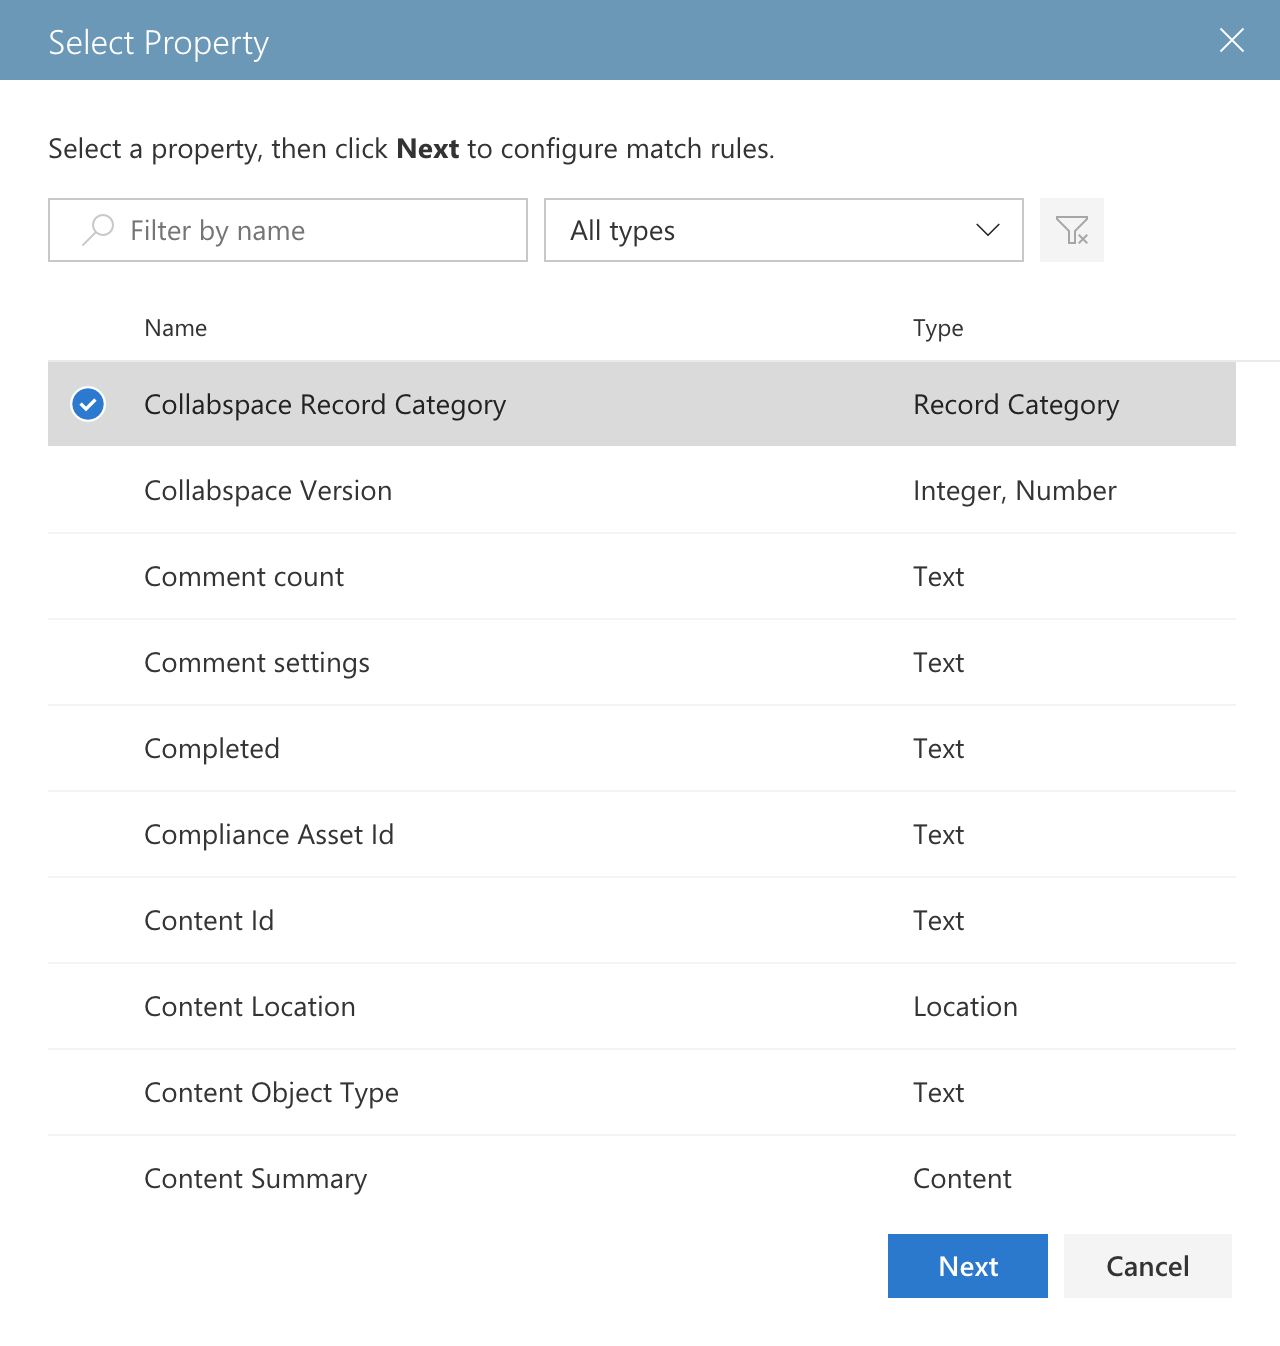 Select Property
Select a property, then click Next to configure match rules.
Filter by name
All types
Name Type
Collabspace Record Category Record Category
Collabspace Version Integer, Number
Comment count Text
Comment settings Text
Completed Text
Compliance Asset Id Text
Content Id Text
Content Location Location
Content Object Type Text
Content Summary Content
Next Cancel